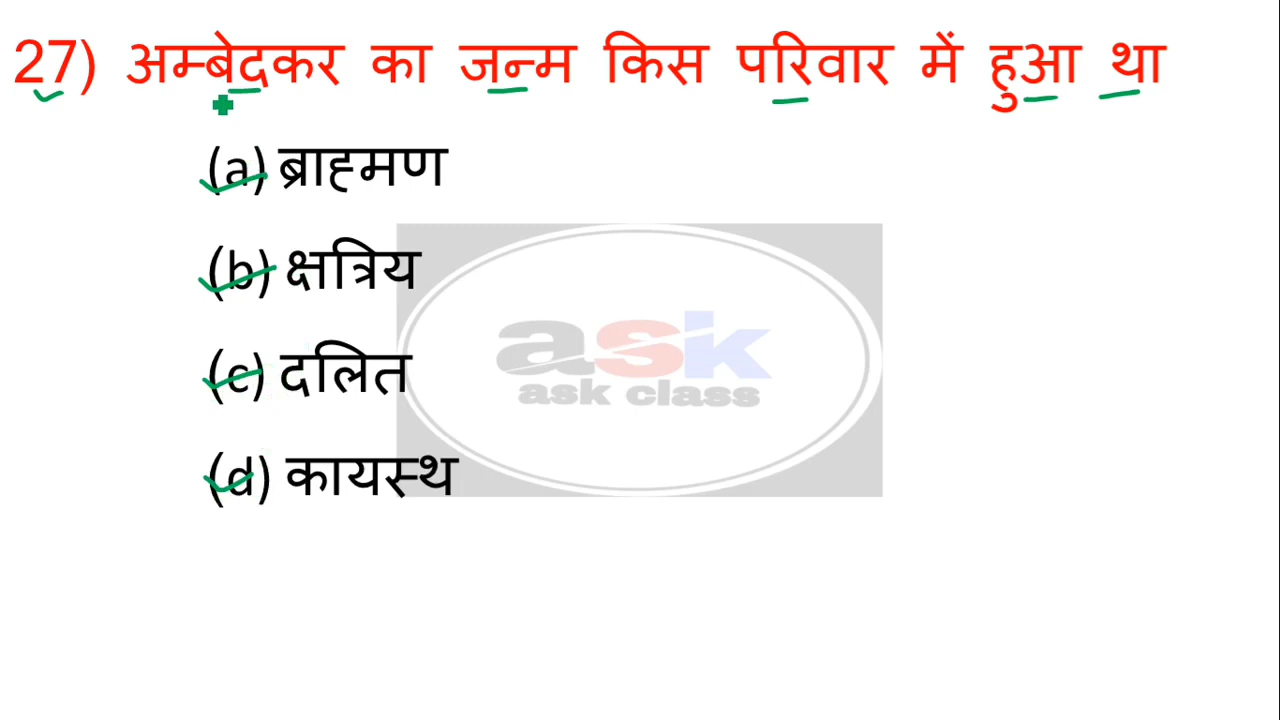 27) अम्बेदकर का जन्म किस परिवार में हुआ था
(a) ब्राह्मण
(b) क्षत्रिय
(c) दलित
(d) कायस्थ
ask
ask class